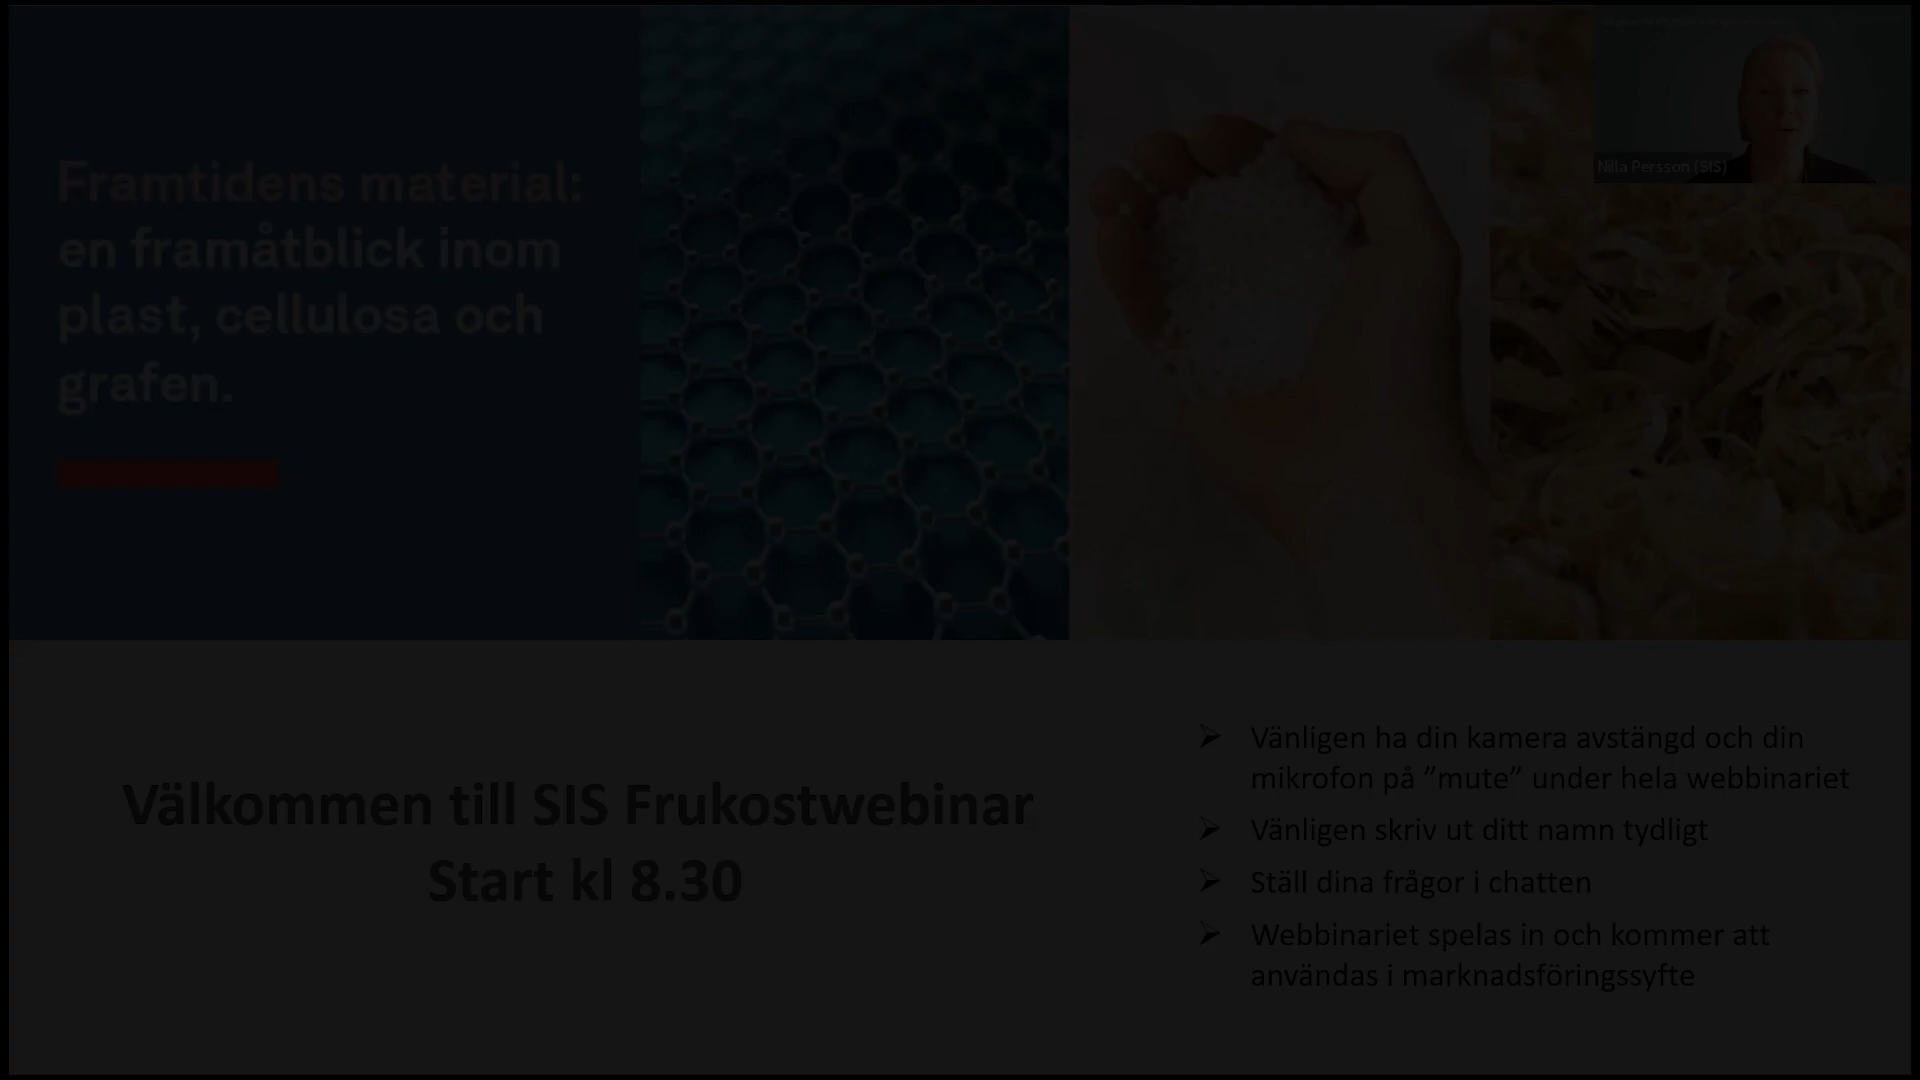 Framtidens material:
en framåtblick inom
plast, cellulosa och
grafen.
Nilla Persson (SIS)
Välkommen till SIS Frukostwebinar
Start kl 8.30
➢ Vänligen ha din kamera avstängd och din
mikrofon på ”mute” under hela webbinariet
➢ Vänligen skriv ut ditt namn tydligt
➢ Ställ dina frågor i chatten
➢ Webbinariet spelas in och kommer att
användas i marknadsföringssyfte